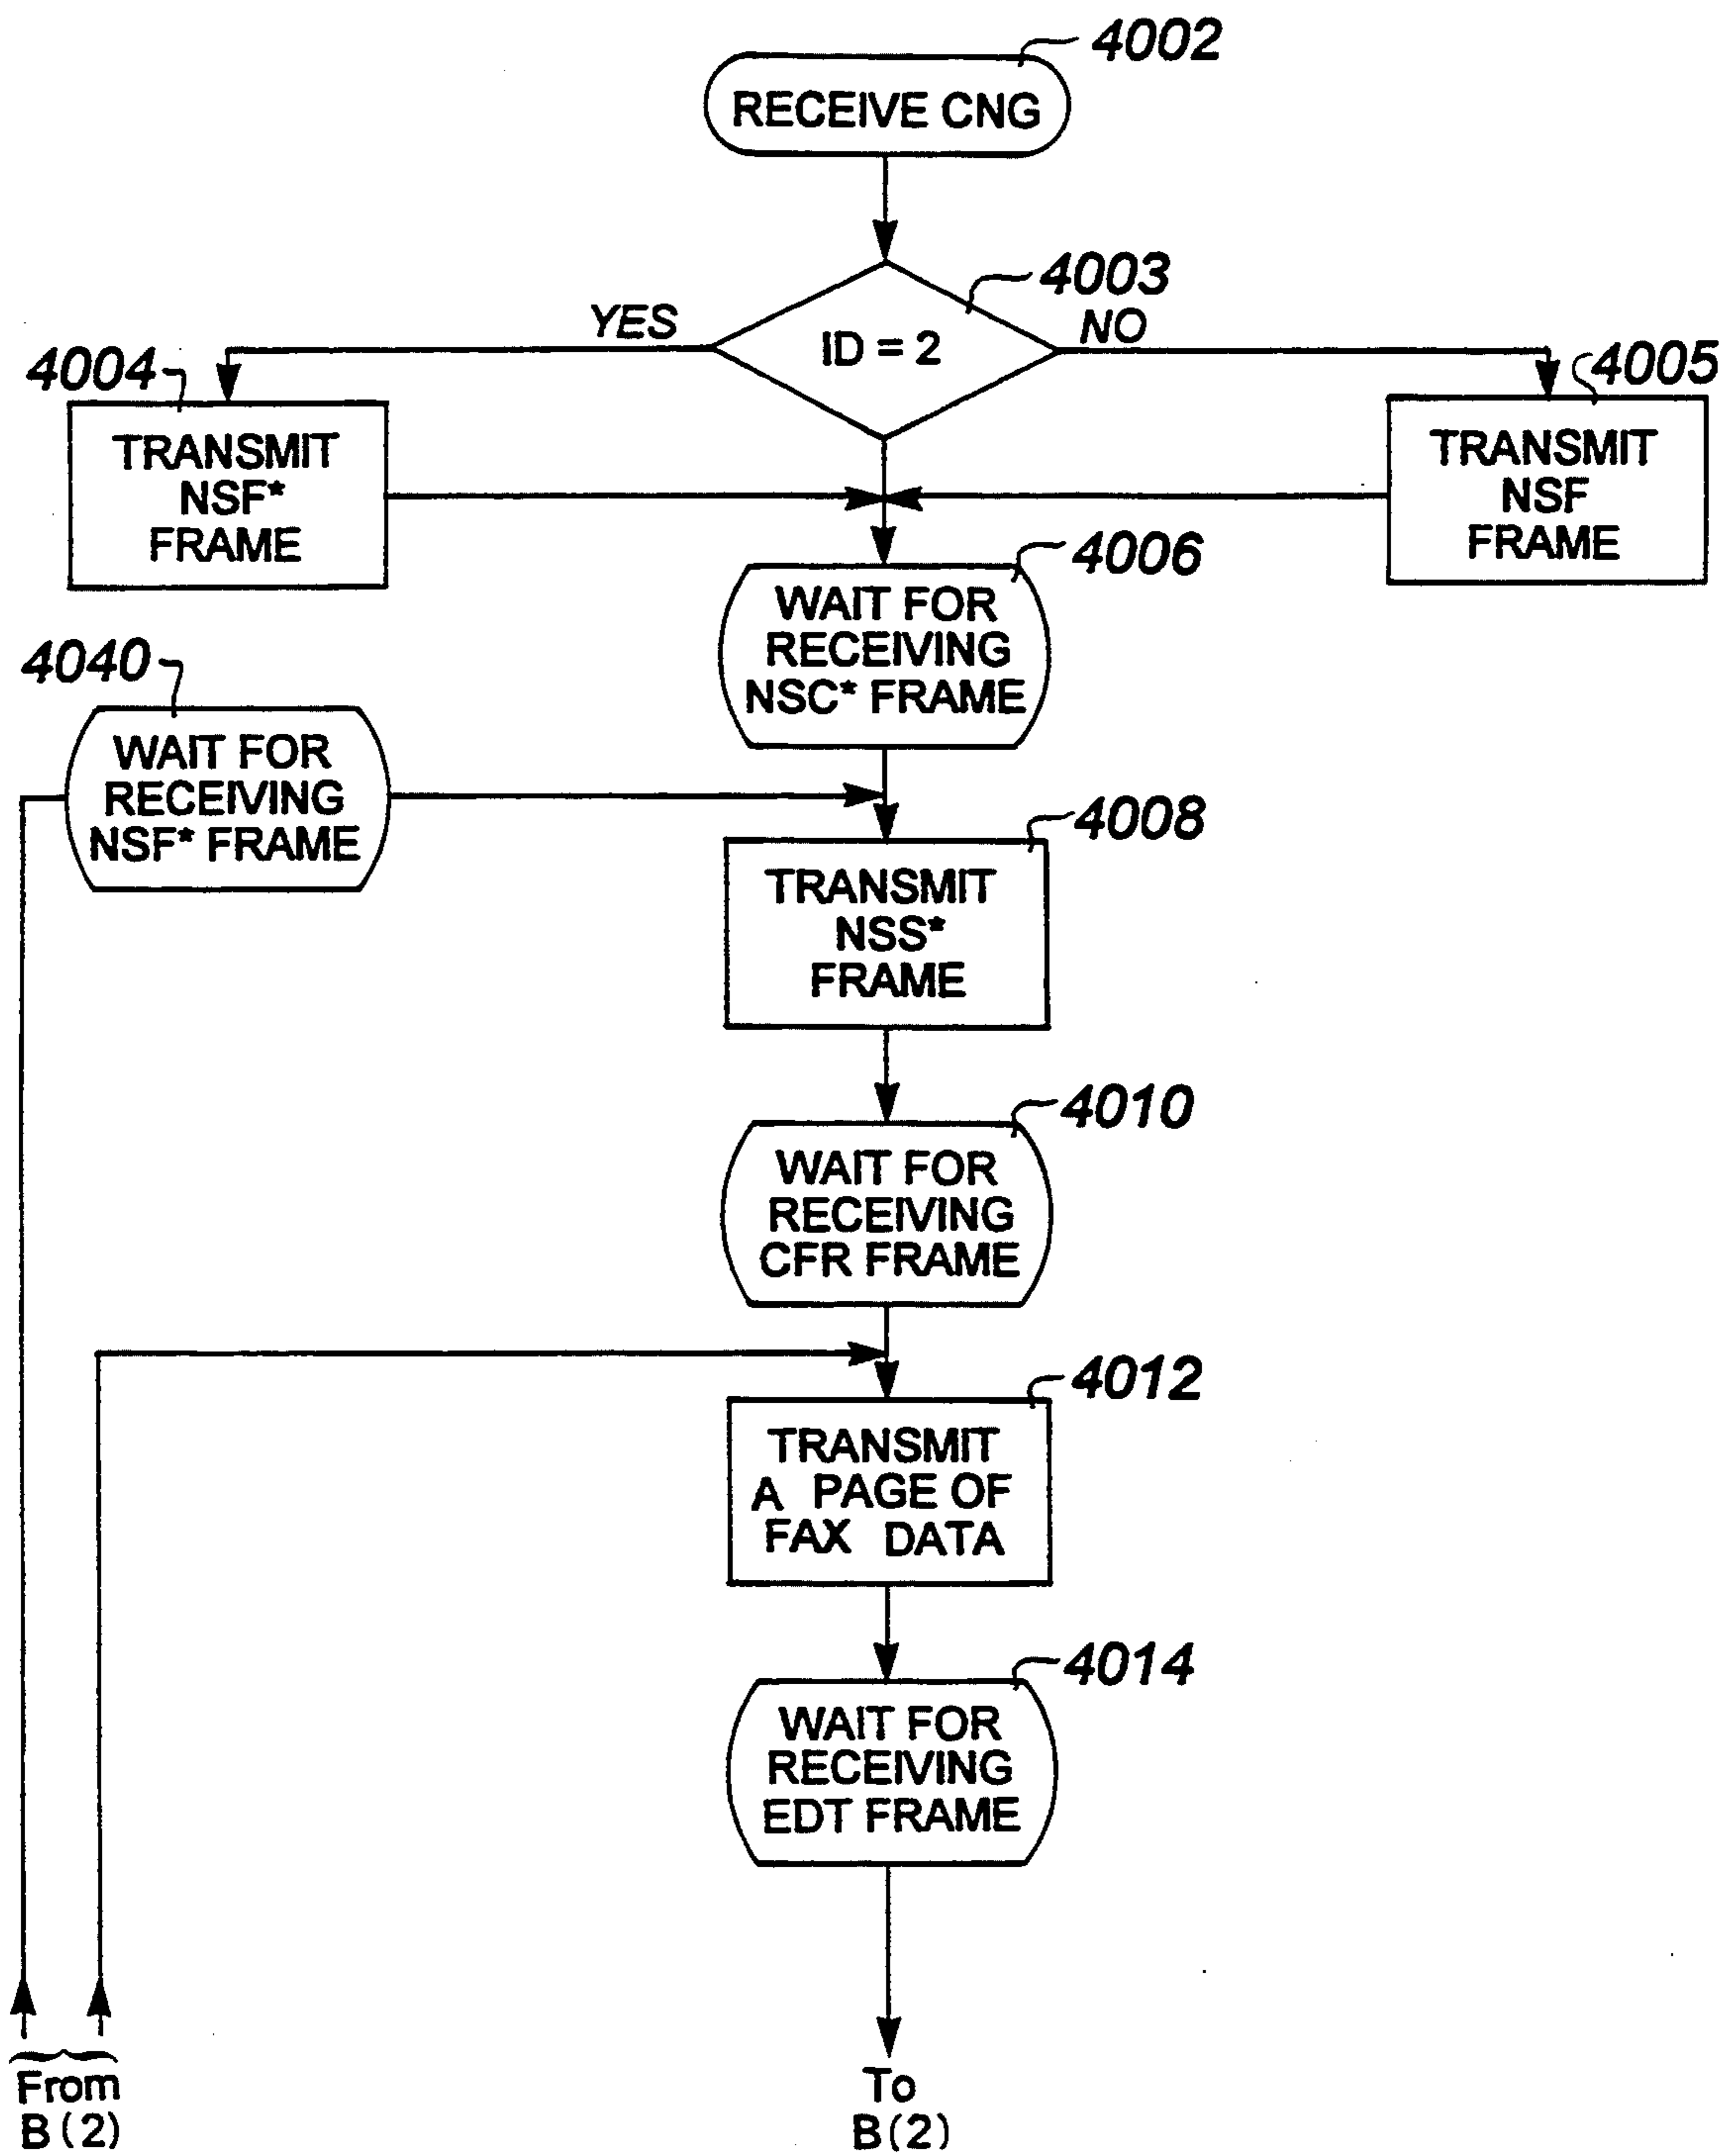 4002
RECEIVE CNG
4003
ID = 2
YES
NO
4004
TRANSMIT
NSF*
FRAME
4005
TRANSMIT
NSF
FRAME
4006
WAIT FOR
RECEIVING
NSC* FRAME
4040
WAIT FOR
RECEIVING
NSF* FRAME
4008
TRANSMIT
NSS*
FRAME
4010
WAIT FOR
RECEIVING
CFR FRAME
4012
TRANSMIT
A PAGE OF
FAX DATA
4014
WAIT FOR
RECEIVING
EDT FRAME
From
B(2)
To
B(2)